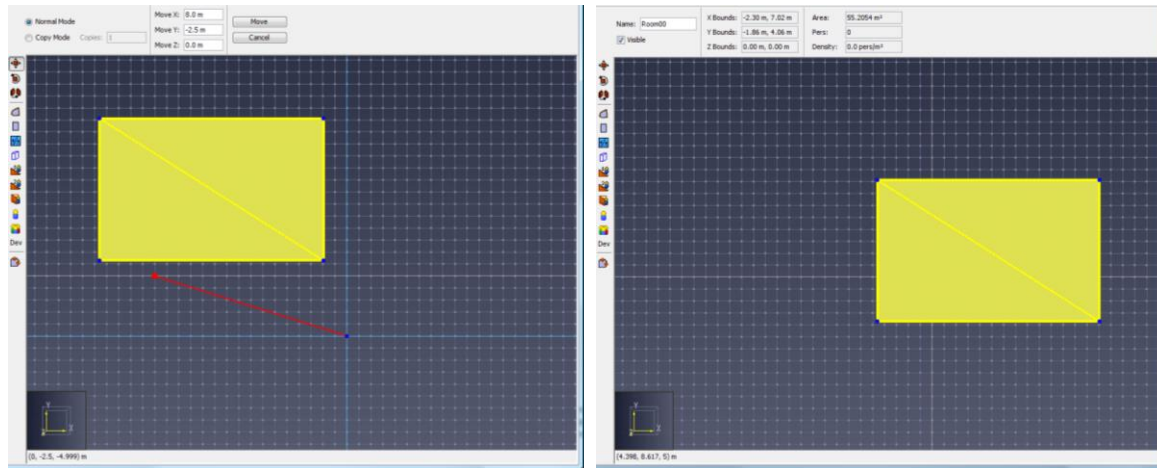 Normal Mode
Copy Mode Copies: 1
Move X: 8.0 m
Move Y: -2.5 m
Move Z: 0.0 m
Move
Cancel
Dev
Y
X
(0, -2.5, -4.999) m
Name: Room00
Visible
X Bounds: -2.30 m, 7.02 m
Y Bounds: -1.86 m, 4.06 m
Z Bounds: 0.00 m, 0.00 m
Area: 55.2054 m²
Pers: 0
Density: 0.0 pers/m²
Dev
Y
X
(4.398, 8.617, 5) m